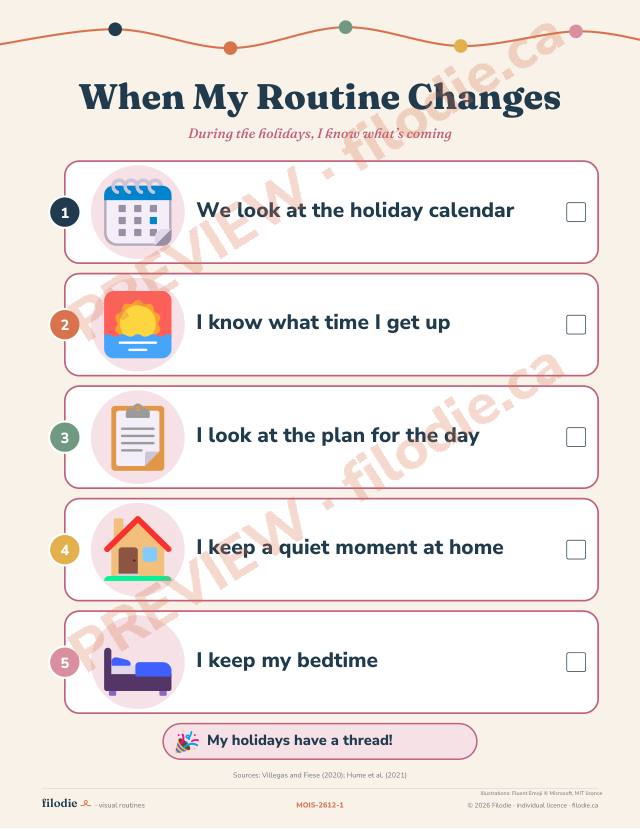 When My Routine Changes
During the holidays, I know what's coming
1
We look at the holiday calendar
2
I know what time I get up
3
I look at the plan for the day
4
I keep a quiet moment at home
5
I keep my bedtime
My holidays have a thread!
Sources: Villegas and Fiese (2020); Hume et al. (2021)
Illustrations: Fluent Emoji © Microsoft, MIT licence
filodie · visual routines
MOIS-2612-1
© 2026 Filodie · individual licence · filodie.ca
PREVIEW · filodie.ca
PREVIEW · filodie.ca